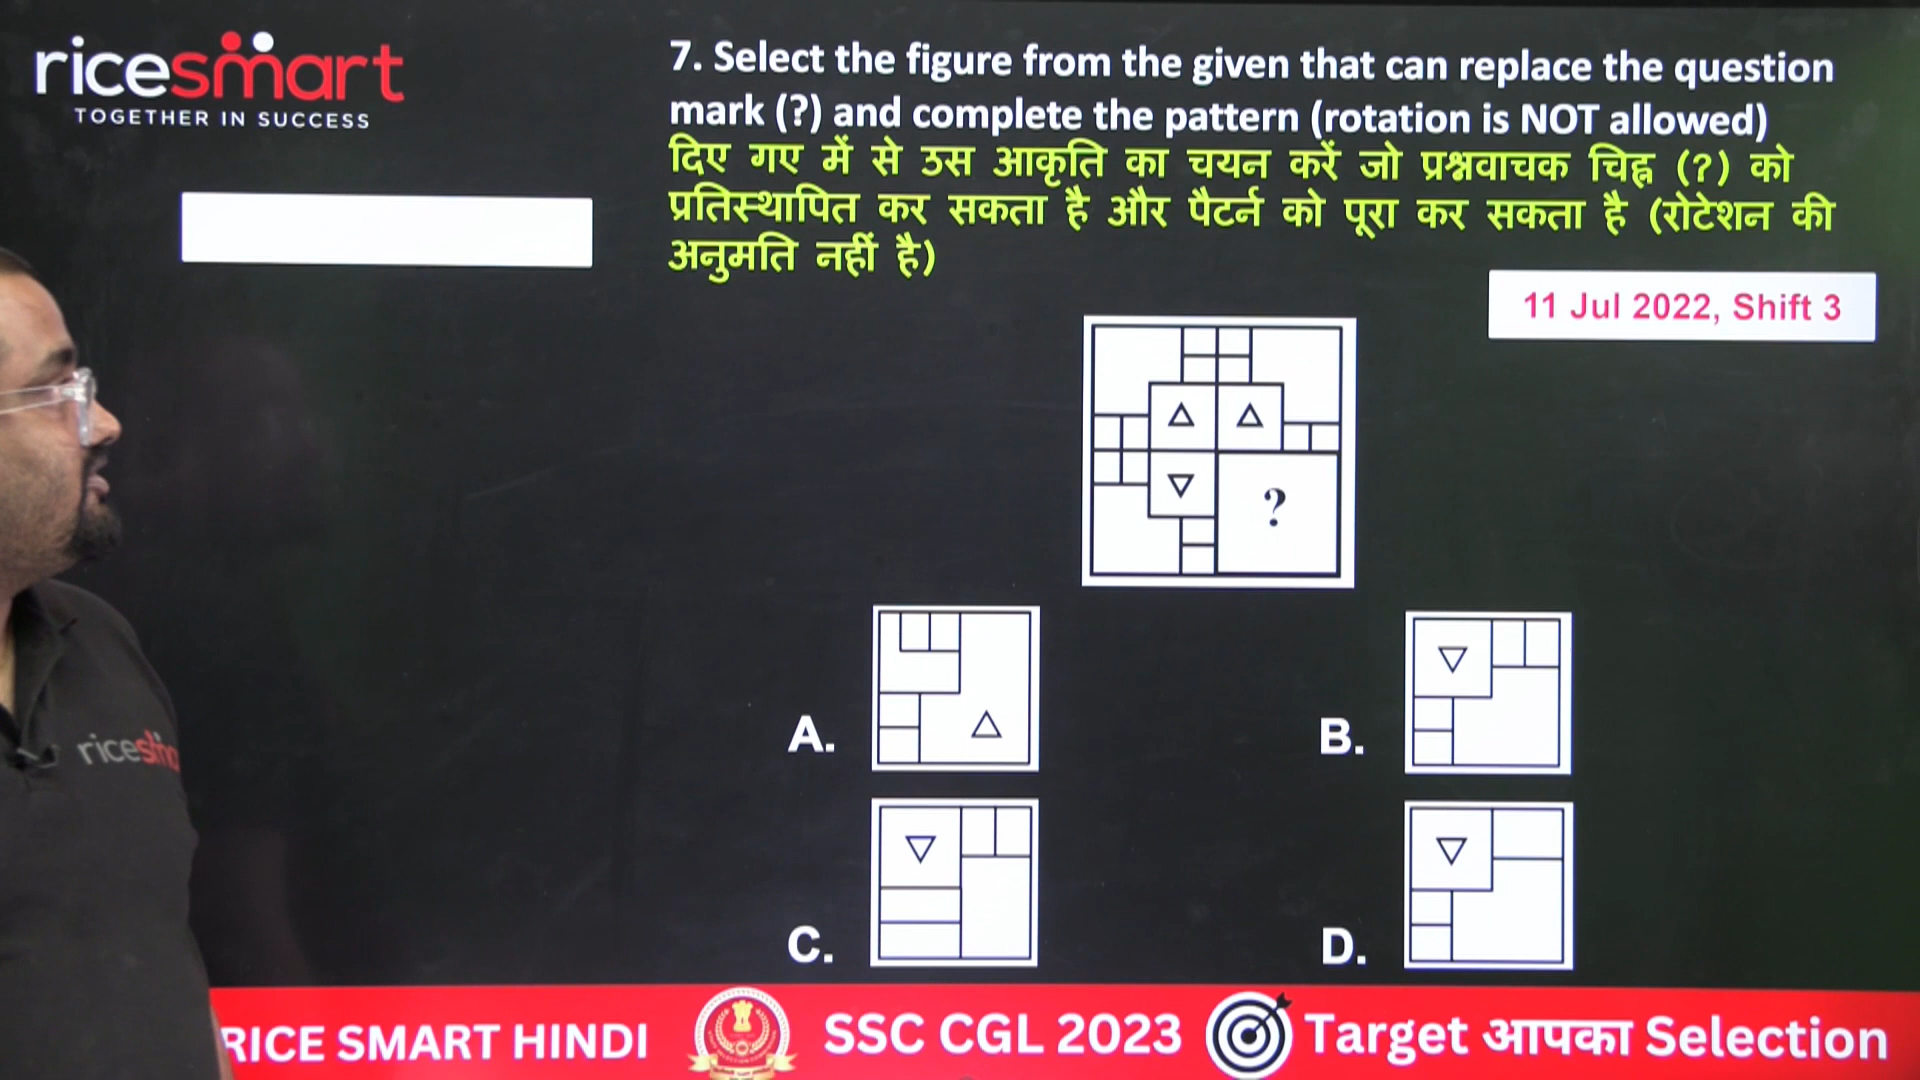 ricesmart
TOGETHER IN SUCCESS
7. Select the figure from the given that can replace the question
mark (?) and complete the pattern (rotation is NOT allowed)
दिए गए में से उस आकृति का चयन करें जो प्रश्नवाचक चिह्न (?) को
प्रतिस्थापित कर सकता है और पैटर्न को पूरा कर सकता है (रोटेशन की
अनुमति नहीं है)
11 Jul 2022, Shift 3
?
A.
B.
C.
D.
RICE SMART HINDI
SSC CGL 2023
Target आपका Selection